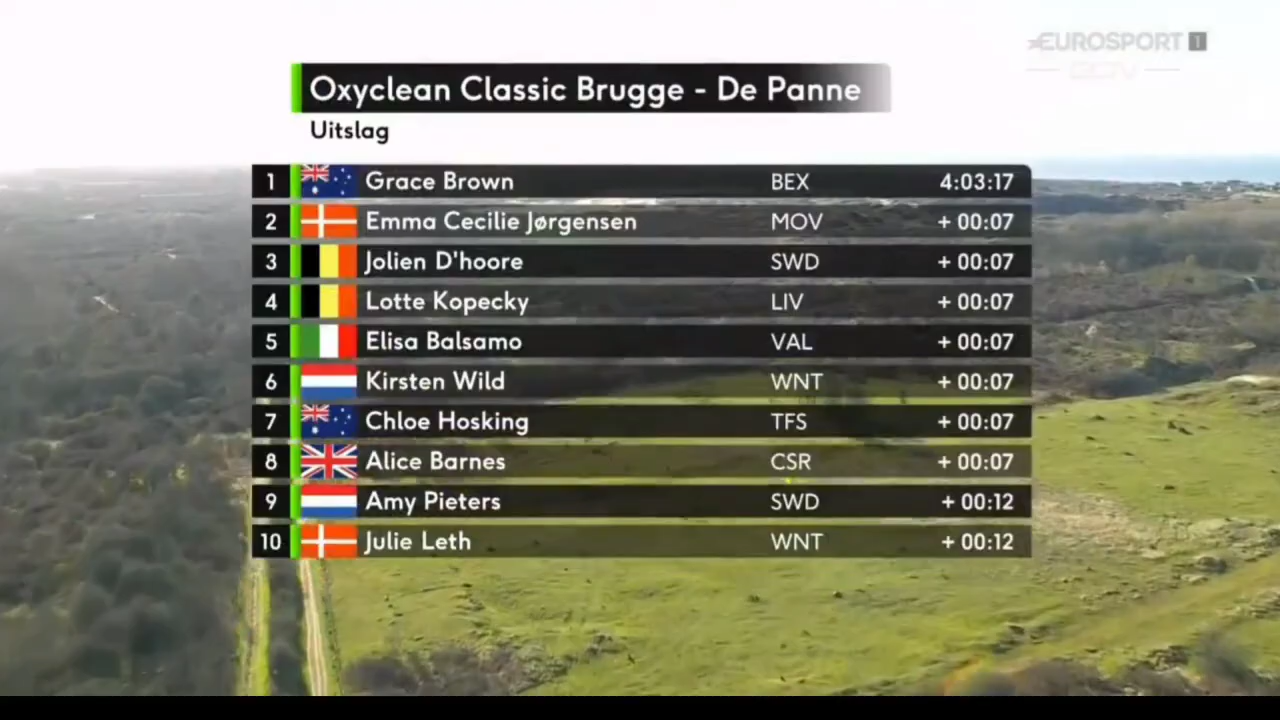 EUROSPORT 1
GCN
Oxyclean Classic Brugge - De Panne
Uitslag
1 Grace Brown BEX 4:03:17
2 Emma Cecilie Jørgensen MOV + 00:07
3 Jolien D'hoore SWD + 00:07
4 Lotte Kopecky LIV + 00:07
5 Elisa Balsamo VAL + 00:07
6 Kirsten Wild WNT + 00:07
7 Chloe Hosking TFS + 00:07
8 Alice Barnes CSR + 00:07
9 Amy Pieters SWD + 00:12
10 Julie Leth WNT + 00:12